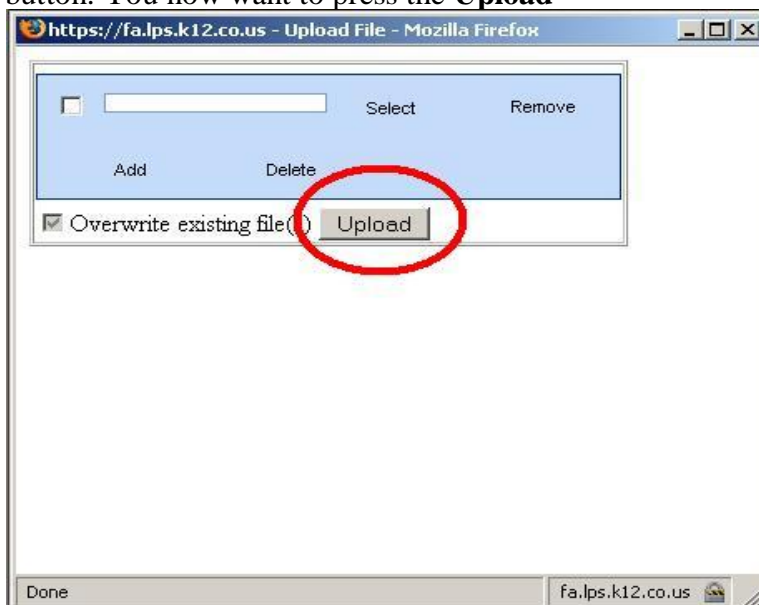 button. You now want to press the Upload
https://fa.lps.k12.co.us - Upload File - Mozilla Firefox
Select Remove
Add Delete
Overwrite existing file( ) Upload
Done fa.lps.k12.co.us